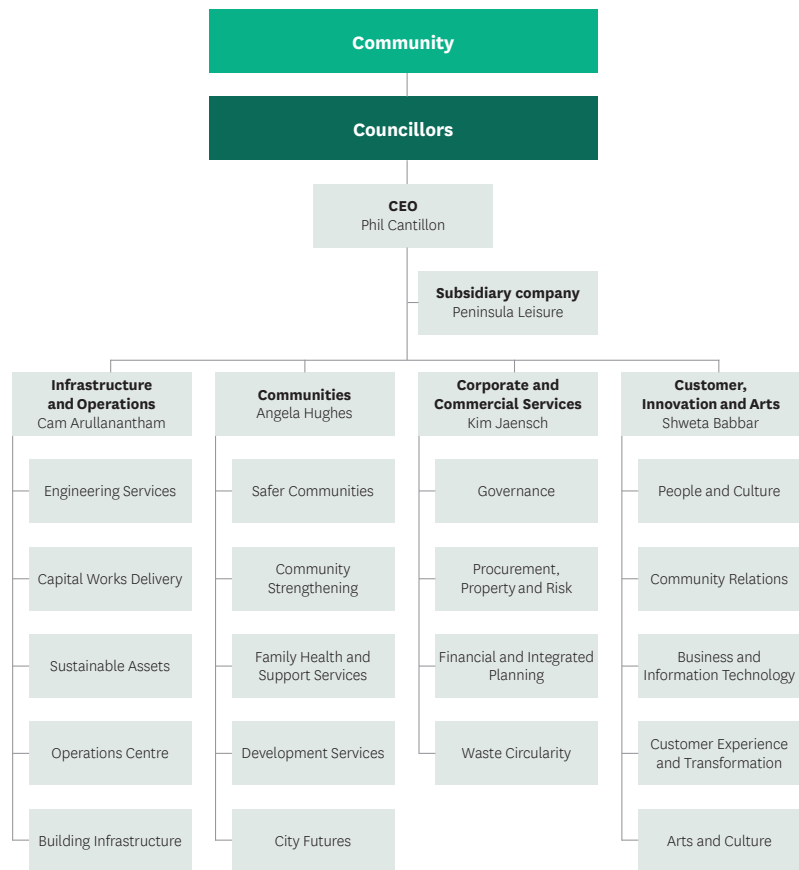 Community
Councillors
CEO
Phil Cantillon
Subsidiary company
Peninsula Leisure
Infrastructure
and Operations
Cam Arullanantham
Engineering Services
Capital Works Delivery
Sustainable Assets
Operations Centre
Building Infrastructure
Communities
Angela Hughes
Safer Communities
Community
Strengthening
Family Health and
Support Services
Development Services
City Futures
Corporate and
Commercial Services
Kim Jaensch
Governance
Procurement,
Property and Risk
Financial and Integrated
Planning
Waste Circularity
Customer,
Innovation and Arts
Shweta Babbar
People and Culture
Community Relations
Business and
Information Technology
Customer Experience
and Transformation
Arts and Culture